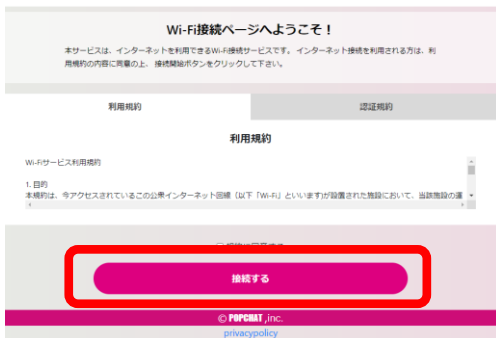 Wi-Fi接続ページへようこそ！
本サービスは、インターネットを利用できるWi-Fi接続サービスです。 インターネット接続を利用される方は、利
用規約の内容に同意の上、 接続開始ボタンをクリックして下さい。
利用規約
認証規約
利用規約
Wi-Fiサービス利用規約
1. 目的
本規約は、今アクセスされているこの公衆インターネット回線（以下「Wi-Fi」といいます)が設置された施設において、当該施設の運
接続する
© POPCHAT ,inc.
privacypolicy